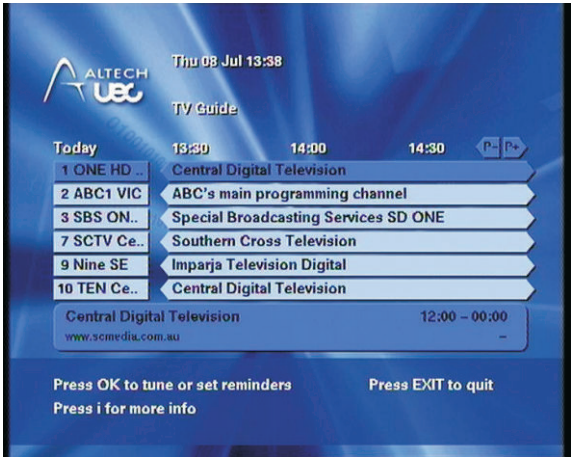 ALTECH
UEC
Thu 08 Jul 13:38
TV Guide
Today 13:30 14:00 14:30 P- P+
1 ONE HD .. Central Digital Television
2 ABC1 VIC ABC's main programming channel
3 SBS ON.. Special Broadcasting Services SD ONE
7 SCTV Ce.. Southern Cross Television
9 Nine SE Imparja Television Digital
10 TEN Ce.. Central Digital Television
Central Digital Television 12:00 – 00:00
www.scmedia.com.au –
Press OK to tune or set reminders Press EXIT to quit
Press i for more info